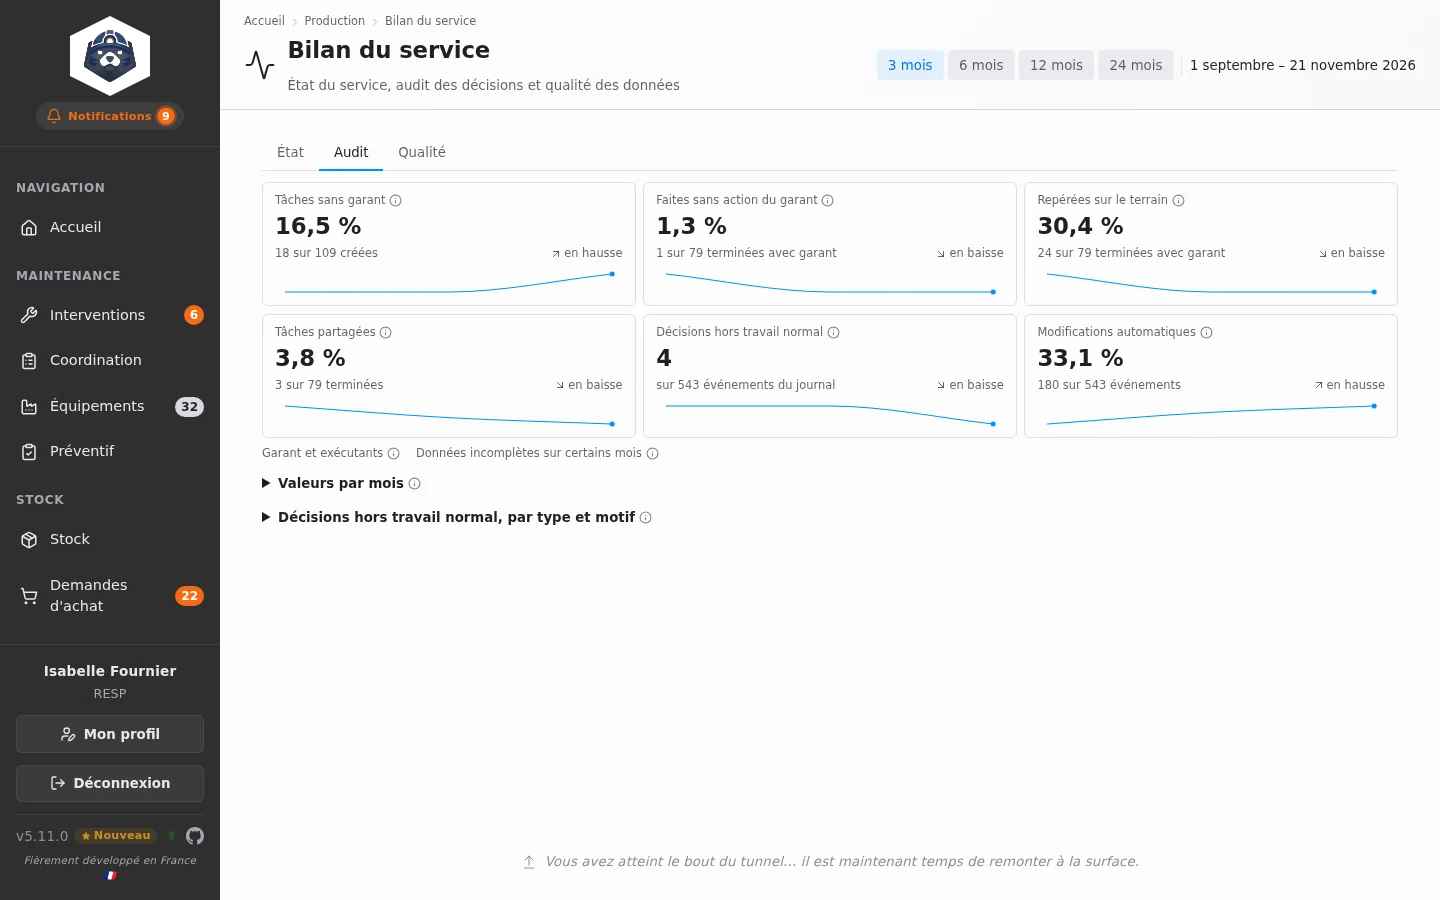 Notifications 9
NAVIGATION
Accueil
MAINTENANCE
Interventions 6
Coordination
Équipements 32
Préventif
STOCK
Stock
Demandes
d'achat 22
Isabelle Fournier
RESP
Mon profil
Déconnexion
v5.11.0 Nouveau
Fièrement développé en France
Accueil Production Bilan du service
Bilan du service
État du service, audit des décisions et qualité des données
3 mois 6 mois 12 mois 24 mois 1 septembre – 21 novembre 2026
État Audit Qualité
Tâches sans garant
16,5 %
18 sur 109 créées en hausse
Faites sans action du garant
1,3 %
1 sur 79 terminées avec garant en baisse
Repérées sur le terrain
30,4 %
24 sur 79 terminées avec garant en baisse
Tâches partagées
3,8 %
3 sur 79 terminées en baisse
Décisions hors travail normal
4
sur 543 événements du journal en baisse
Modifications automatiques
33,1 %
180 sur 543 événements en hausse
Garant et exécutants Données incomplètes sur certains mois
Valeurs par mois
Décisions hors travail normal, par type et motif
Vous avez atteint le bout du tunnel... il est maintenant temps de remonter à la surface.